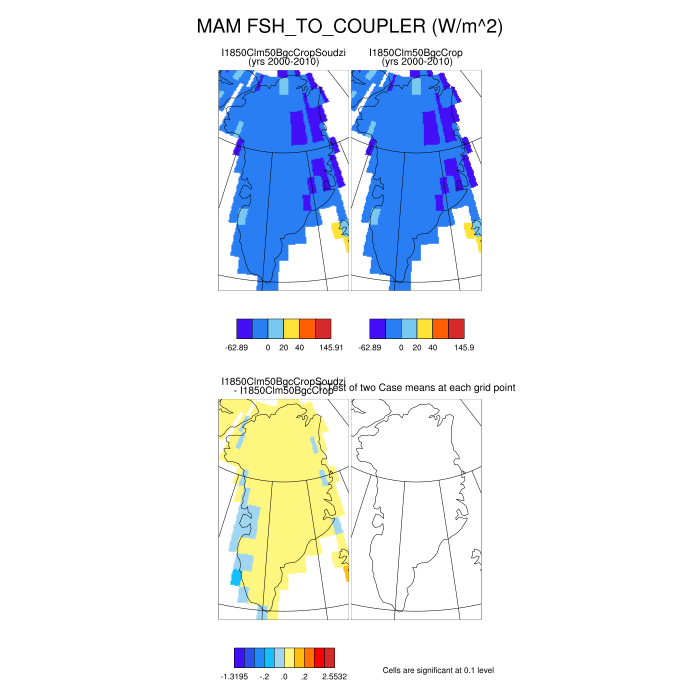 MAM FSH_TO_COUPLER (W/m^2)
I1850Clm50BgcCropSoudzi
(yrs 2000-2010)
I1850Clm50BgcCrop
(yrs 2000-2010)
-62.89 0 20 40 145.91
-62.89 0 20 40 145.9
I1850Clm50BgcCropSoudzi
- I1850Clm50BgcCrop
Test of two Case means at each grid point
-1.3195 -.2 .0 .2 2.5532
Cells are significant at 0.1 level